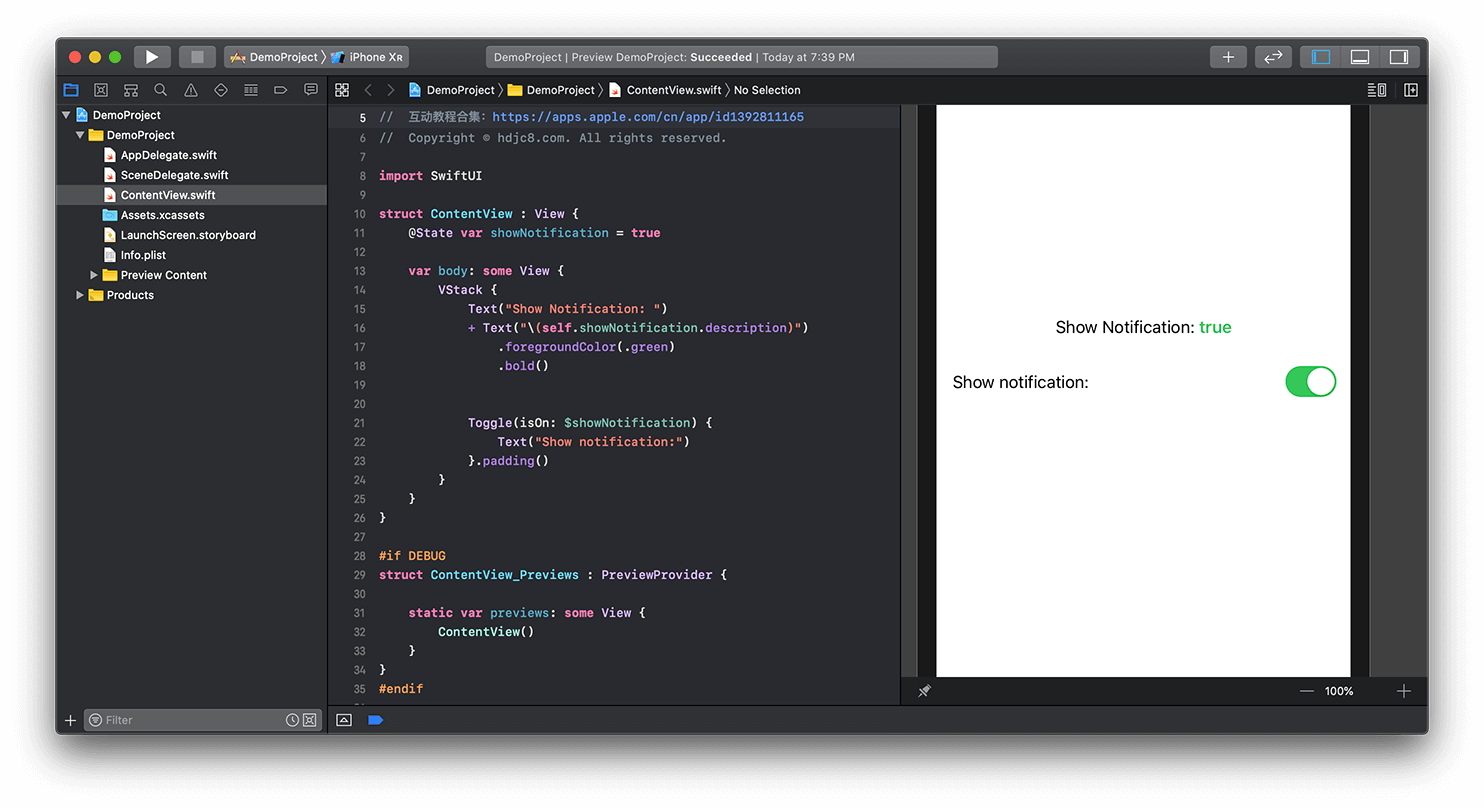 DemoProject 〉 iPhone XR
DemoProject | Preview DemoProject: Succeeded | Today at 7:39 PM
DemoProject 〉 DemoProject 〉 ContentView.swift 〉 No Selection
DemoProject
DemoProject
AppDelegate.swift
SceneDelegate.swift
ContentView.swift
Assets.xcassets
LaunchScreen.storyboard
Info.plist
Preview Content
Products
Filter
5 //  互动教程合集: https://apps.apple.com/cn/app/id1392811165
6 //  Copyright © hdjc8.com. All rights reserved.
7
8 import SwiftUI
9
10 struct ContentView : View {
11     @State var showNotification = true
12
13     var body: some View {
14         VStack {
15             Text("Show Notification: ")
16             + Text("\(self.showNotification.description)")
17                 .foregroundColor(.green)
18                 .bold()
19
20
21             Toggle(isOn: $showNotification) {
22                 Text("Show notification:")
23             }.padding()
24         }
25     }
26 }
27
28 #if DEBUG
29 struct ContentView_Previews : PreviewProvider {
30
31     static var previews: some View {
32         ContentView()
33     }
34 }
35 #endif
Show Notification: true
Show notification:
100%